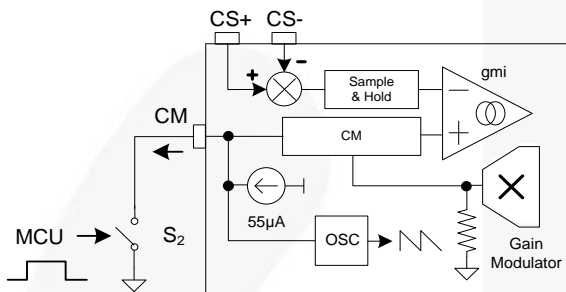 CS+ CS-
+ -
gmi
Sample
& Hold
CM
CM
55µA
MCU
S2
OSC
Gain
Modulator